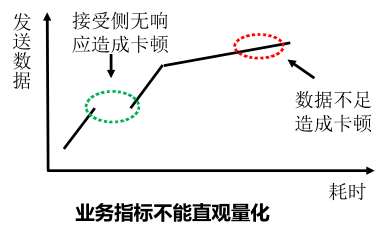 发送数据
接受侧无响
应造成卡顿
数据不足
造成卡顿
耗时
业务指标不能直观量化